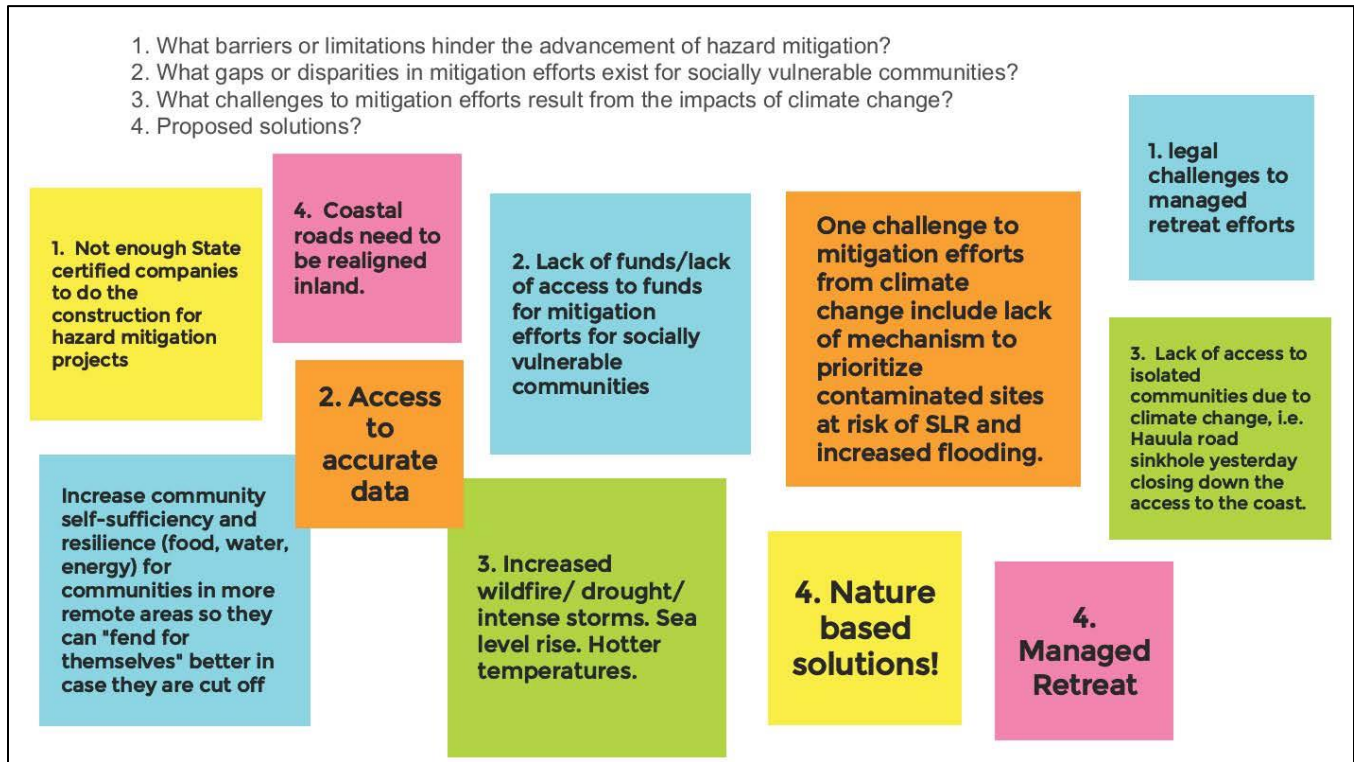 1. What barriers or limitations hinder the advancement of hazard mitigation?
2. What gaps or disparities in mitigation efforts exist for socially vulnerable communities?
3. What challenges to mitigation efforts result from the impacts of climate change?
4. Proposed solutions?
1. Not enough State
certified companies
to do the
construction for
hazard mitigation
projects
4. Coastal
roads need to
be realigned
inland.
2. Lack of funds/lack
of access to funds
for mitigation
efforts for socially
vulnerable
communities
One challenge to
mitigation efforts
from climate
change include lack
of mechanism to
prioritize
contaminated sites
at risk of SLR and
increased flooding.
1. legal
challenges to
managed
retreat efforts
2. Access
to
accurate
data
3. Lack of access to
isolated
communities due to
climate change, i.e.
Hauula road
sinkhole yesterday
closing down the
access to the coast.
Increase community
self-sufficiency and
resilience (food, water,
energy) for
communities in more
remote areas so they
can "fend for
themselves" better in
case they are cut off
3. Increased
wildfire/ drought/
intense storms. Sea
level rise. Hotter
temperatures.
4. Nature
based
solutions!
4.
Managed
Retreat